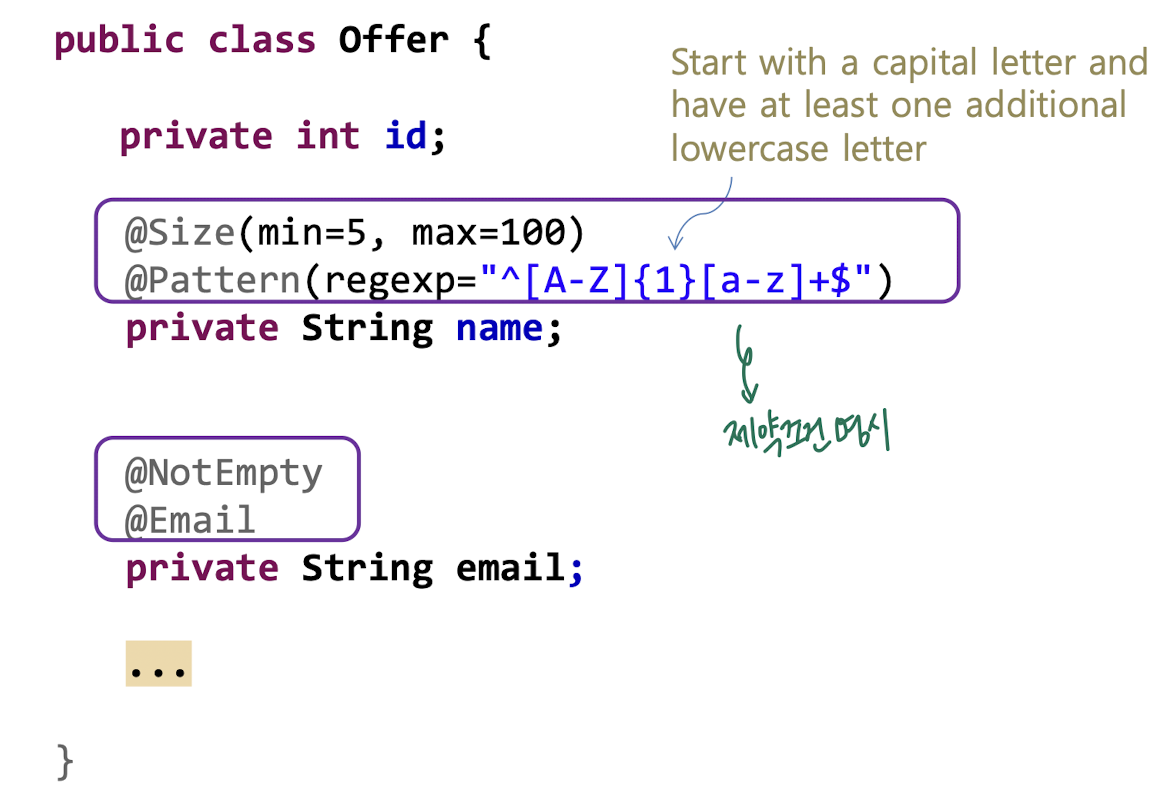 public class Offer {
Start with a capital letter and
have at least one additional
lowercase letter
private int id;
@Size(min=5, max=100)
@Pattern(regexp="^[A-Z]{1}[a-z]+$")
private String name;
제약조건 명시
@NotEmpty
@Email
private String email;
...
}